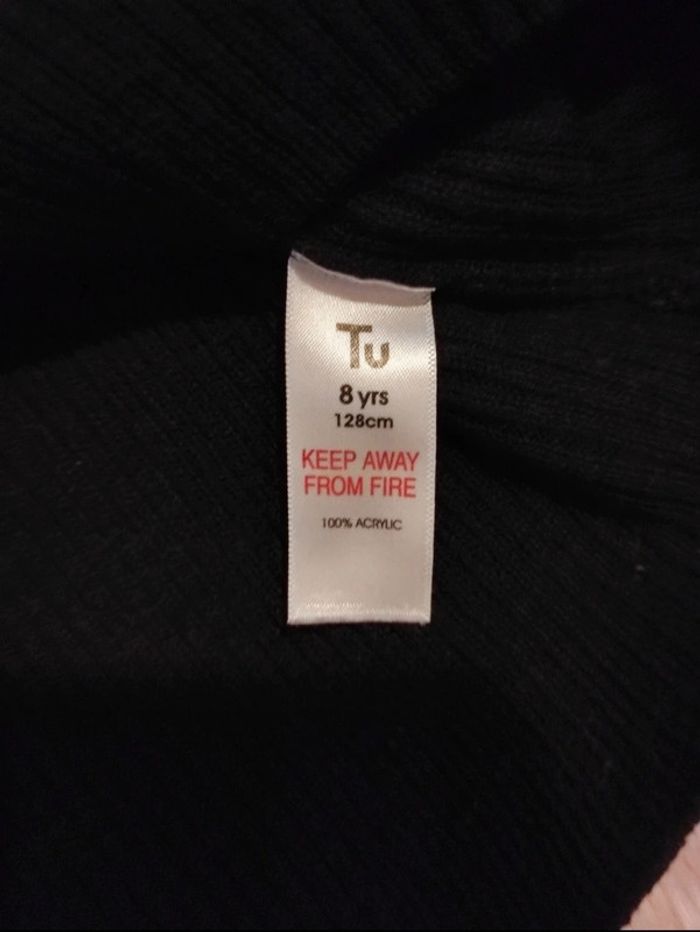 Tu
8 yrs
128cm
KEEP AWAY
FROM FIRE
100% ACRYLIC